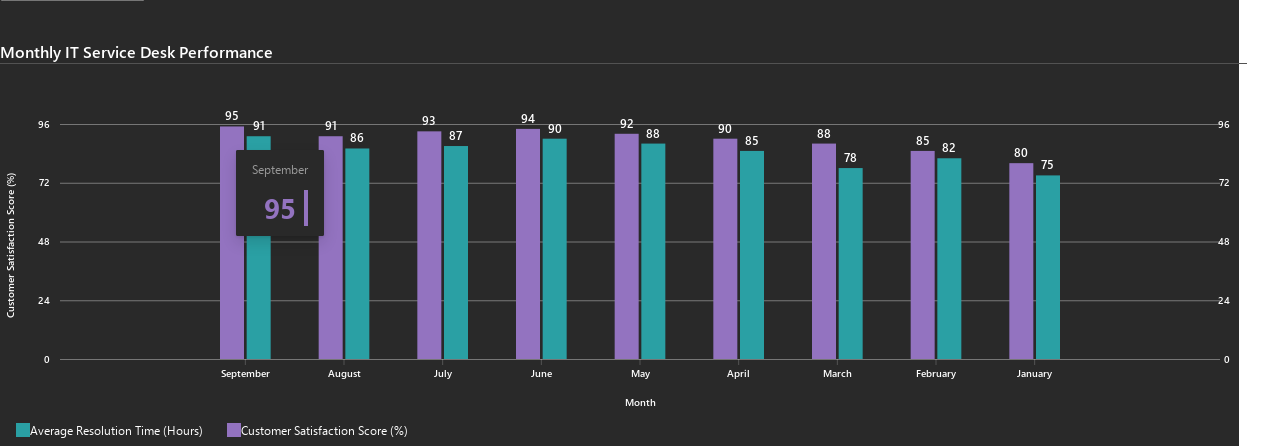 Monthly IT Service Desk Performance
95 91 91 86 93 87 94 90 92 88 90 85 88 78 85 82 80 75
96 96
September
72 72
95
48 48
24 24
0 0
Customer Satisfaction Score (%)
September August July June May April March February January
Month
Average Resolution Time (Hours) Customer Satisfaction Score (%)